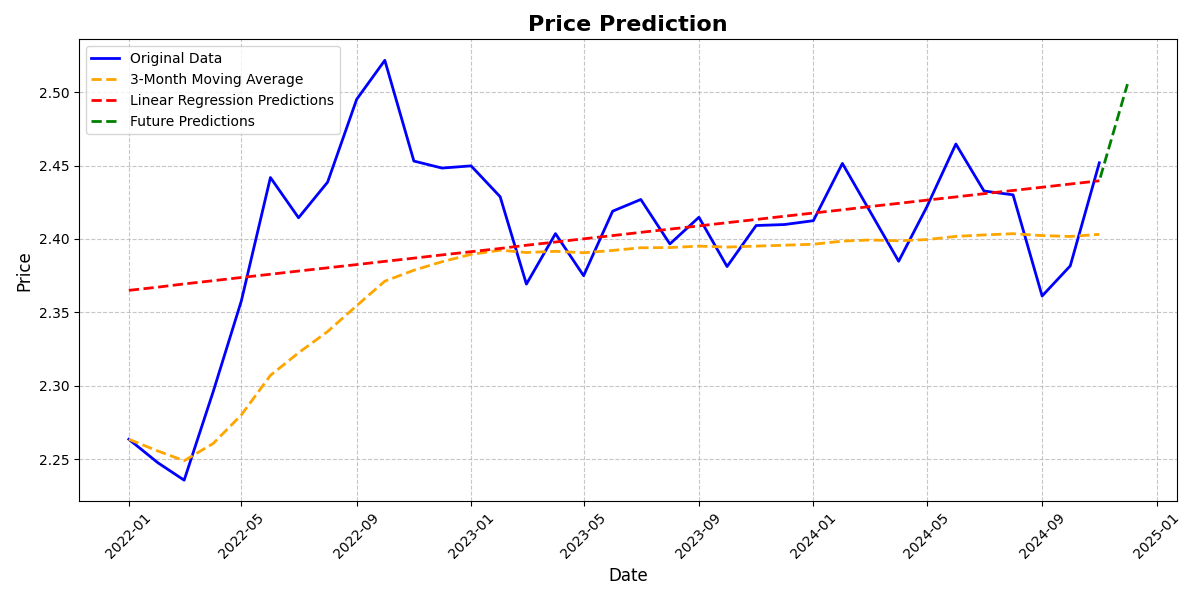 Price Prediction
Original Data
3-Month Moving Average
Linear Regression Predictions
Future Predictions
Price
2.50
2.45
2.40
2.35
2.30
2.25
2022-01
2022-05
2022-09
2023-01
2023-05
2023-09
2024-01
2024-05
2024-09
2025-01
Date